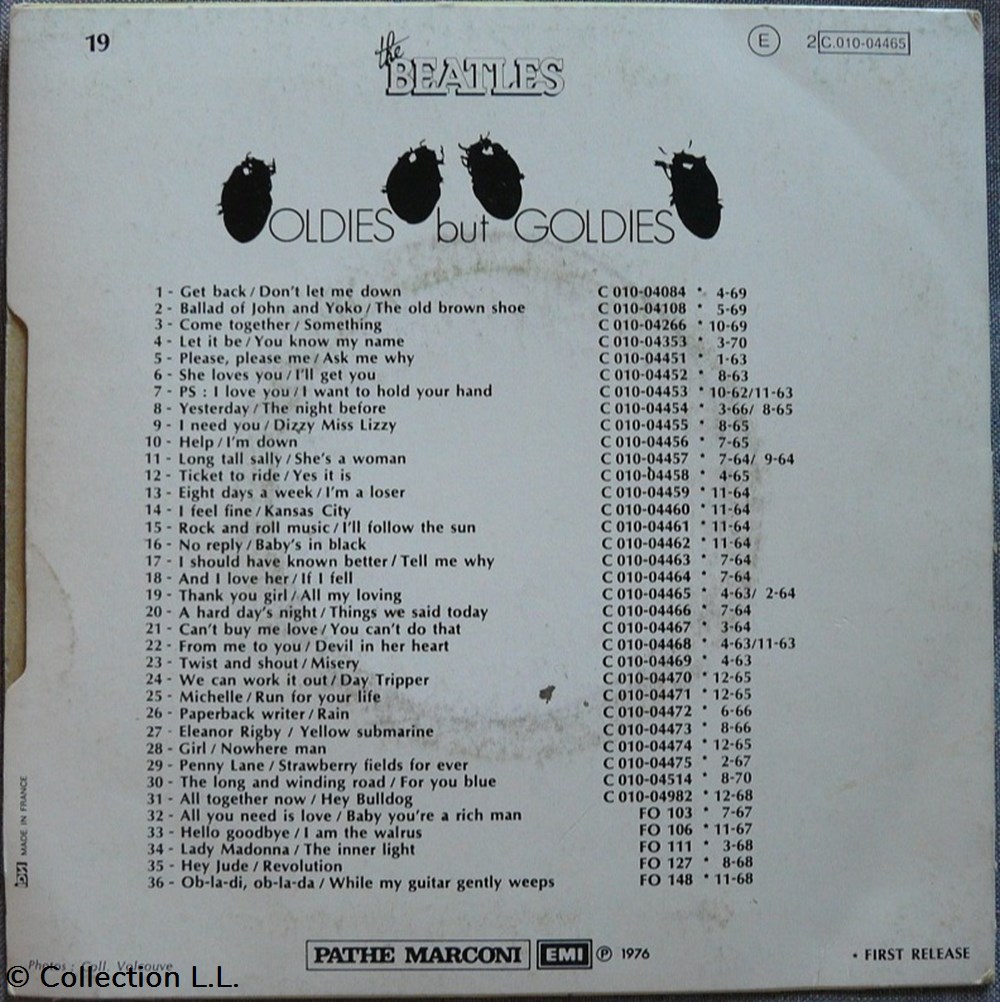 19
the BEATLES
E 2 C.010-04465
OLDIES but GOLDIES
1 - Get back / Don't let me down C 010-04084 * 4-69
2 - Ballad of John and Yoko / The old brown shoe C 010-04108 * 5-69
3 - Come together / Something C 010-04266 * 10-69
4 - Let it be / You know my name C 010-04353 * 3-70
5 - Please, please me / Ask me why C 010-04451 * 1-63
6 - She loves you / I'll get you C 010-04452 * 8-63
7 - PS : I love you / I want to hold your hand C 010-04453 * 10-62/11-63
8 - Yesterday / The night before C 010-04454 * 3-66/ 8-65
9 - I need you / Dizzy Miss Lizzy C 010-04455 * 8-65
10 - Help / I'm down C 010-04456 * 7-65
11 - Long tall sally / She's a woman C 010-04457 * 7-64/ 9-64
12 - Ticket to ride / Yes it is C 010-04458 * 4-65
13 - Eight days a week / I'm a loser C 010-04459 * 11-64
14 - I feel fine / Kansas City C 010-04460 * 11-64
15 - Rock and roll music / I'll follow the sun C 010-04461 * 11-64
16 - No reply / Baby's in black C 010-04462 * 11-64
17 - I should have known better / Tell me why C 010-04463 * 7-64
18 - And I love her / If I fell C 010-04464 * 7-64
19 - Thank you girl / All my loving C 010-04465 * 4-63/ 2-64
20 - A hard day's night / Things we said today C 010-04466 * 7-64
21 - Can't buy me love / You can't do that C 010-04467 * 3-64
22 - From me to you / Devil in her heart C 010-04468 * 4-63/11-63
23 - Twist and shout / Misery C 010-04469 * 4-63
24 - We can work it out / Day Tripper C 010-04470 * 12-65
25 - Michelle / Run for your life C 010-04471 * 12-65
26 - Paperback writer / Rain C 010-04472 * 6-66
27 - Eleanor Rigby / Yellow submarine C 010-04473 * 8-66
28 - Girl / Nowhere man C 010-04474 * 12-65
29 - Penny Lane / Strawberry fields for ever C 010-04475 * 2-67
30 - The long and winding road / For you blue C 010-04514 * 8-70
31 - All together now / Hey Bulldog C 010-04982 * 12-68
32 - All you need is love / Baby you're a rich man FO 103 * 7-67
33 - Hello goodbye / I am the walrus FO 106 * 11-67
34 - Lady Madonna / The inner light FO 111 * 3-68
35 - Hey Jude / Revolution FO 127 * 8-68
36 - Ob-la-di, ob-la-da / While my guitar gently weeps FO 148 * 11-68
MADE IN FRANCE
PATHE MARCONI EMI ℗ 1976
* FIRST RELEASE
Photos : Coll. Valcouve
© Collection L.L.